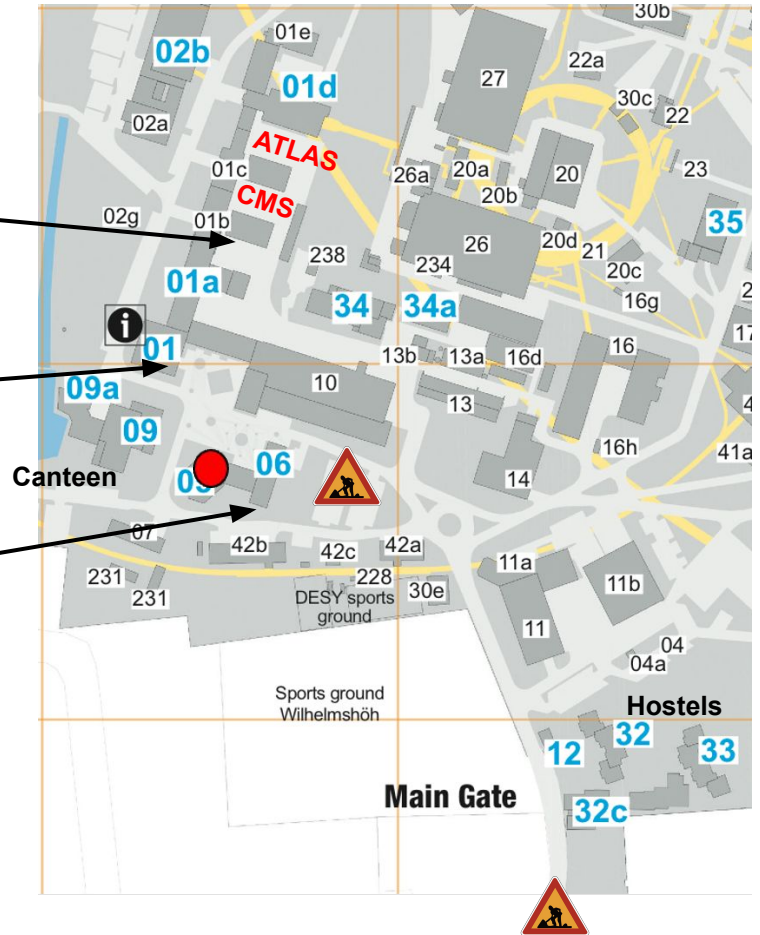 30b
01e
02b
22a
01d
27
30c
22
02a
ATLAS
01c
26a
20a
20
23
CMS
20b
02g
01b
35
26
20d
21
238
234
20c
01a
16g
34
34a
i
01
13b
13a
16d
16
10
09a
13
09
16h
41a
06
Canteen
14
07
42b
42c
42a
11a
231
228
30e
11b
231
DESY sports
ground
11
04
04a
Sports ground
Wilhelmshöh
Hostels
12
32
33
Main Gate
32c